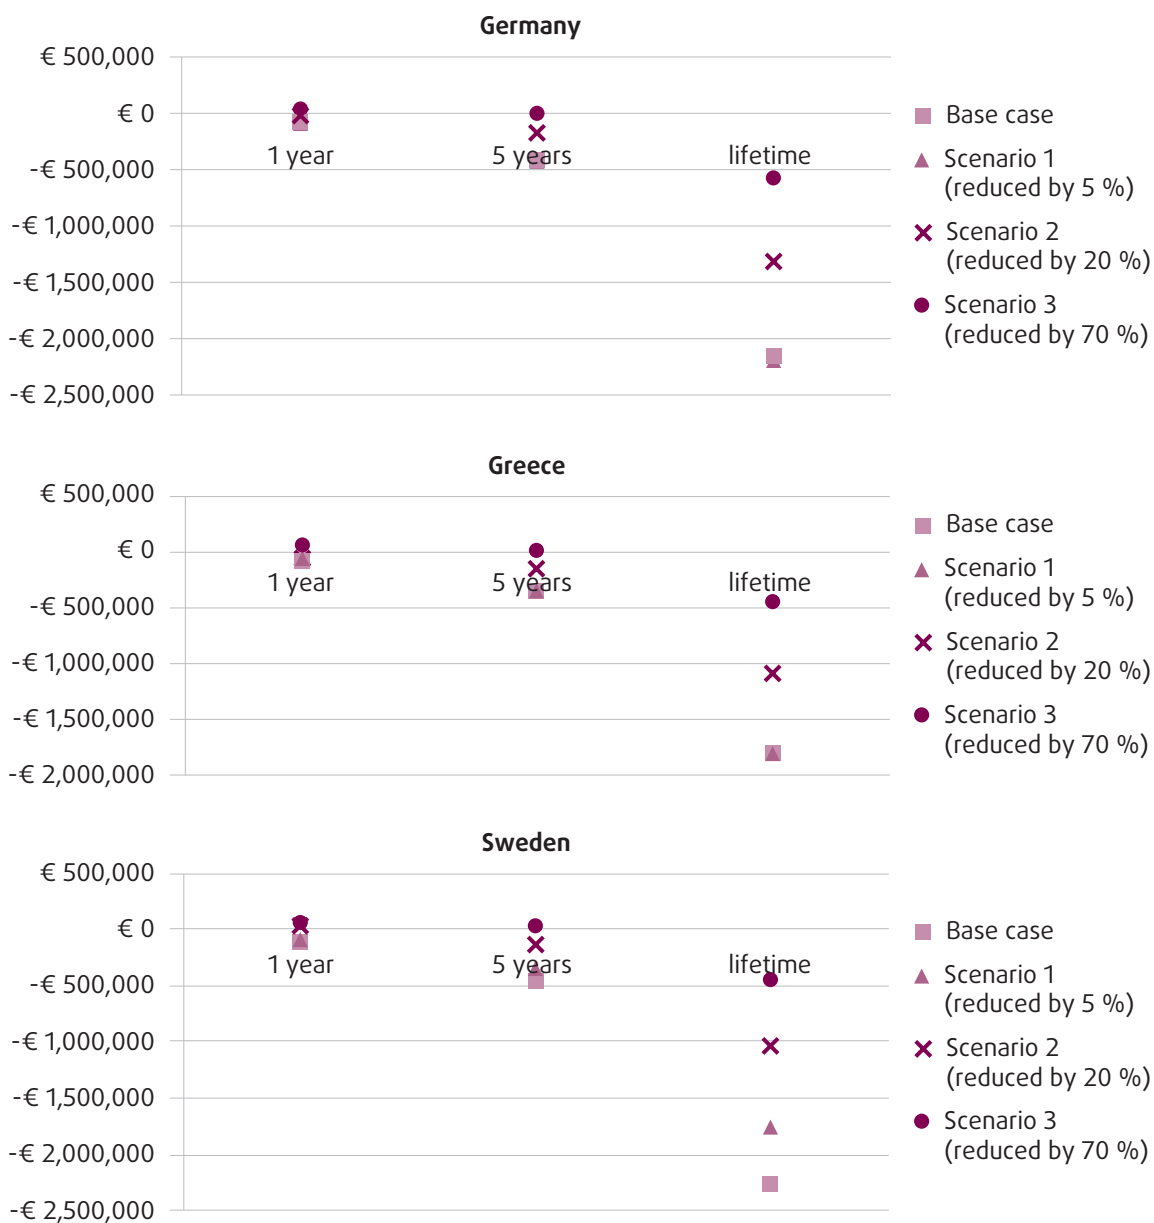 Germany
€ 500,000
€ 0
-€ 500,000
-€ 1,000,000
-€ 1,500,000
-€ 2,000,000
-€ 2,500,000
1 year
5 years
lifetime
Base case
Scenario 1
(reduced by 5 %)
Scenario 2
(reduced by 20 %)
Scenario 3
(reduced by 70 %)
Greece
€ 500,000
€ 0
-€ 500,000
-€ 1,000,000
-€ 1,500,000
-€ 2,000,000
1 year
5 years
lifetime
Base case
Scenario 1
(reduced by 5 %)
Scenario 2
(reduced by 20 %)
Scenario 3
(reduced by 70 %)
Sweden
€ 500,000
€ 0
-€ 500,000
-€ 1,000,000
-€ 1,500,000
-€ 2,000,000
-€ 2,500,000
1 year
5 years
lifetime
Base case
Scenario 1
(reduced by 5 %)
Scenario 2
(reduced by 20 %)
Scenario 3
(reduced by 70 %)